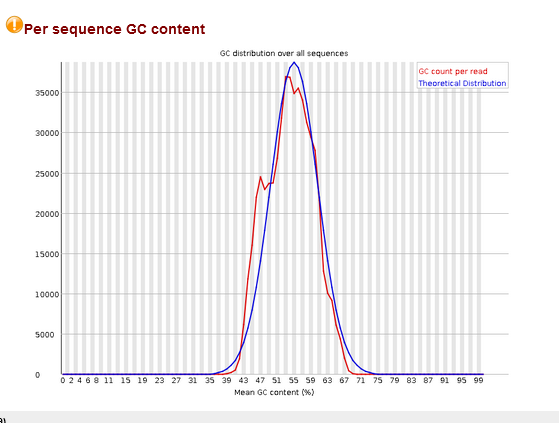 Per sequence GC content
GC distribution over all sequences
GC count per read
Theoretical Distribution
35000
30000
25000
20000
15000
10000
5000
0
0 2 4 6 8 11 15 19 23 27 31 35 39 43 47 51 55 59 63 67 71 75 79 83 87 91 95 99
Mean GC content (%)